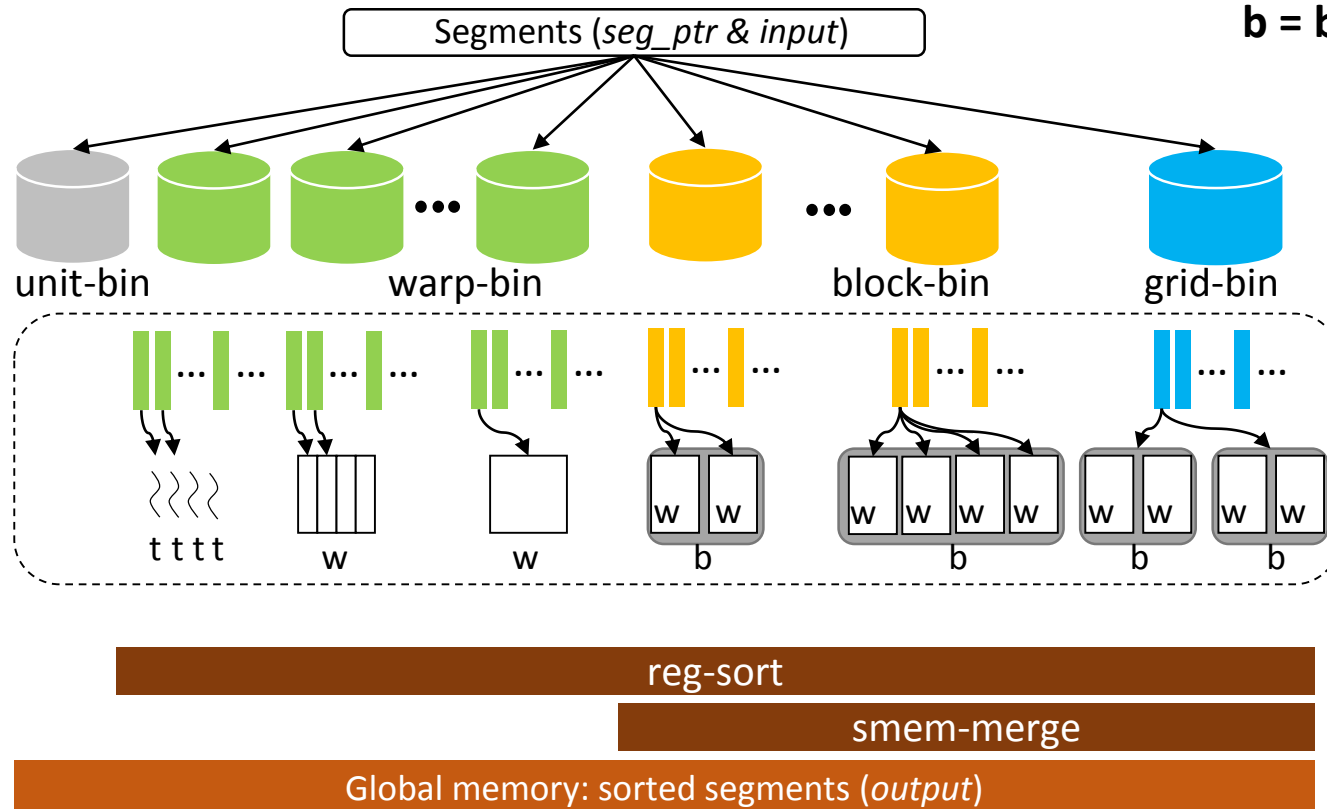 Segments (seg_ptr & input)
b = b
unit-bin
warp-bin
block-bin
grid-bin
t t t t
w
w
w w
b
w w w w
b
w w
b
w w
b
reg-sort
smem-merge
Global memory: sorted segments (output)